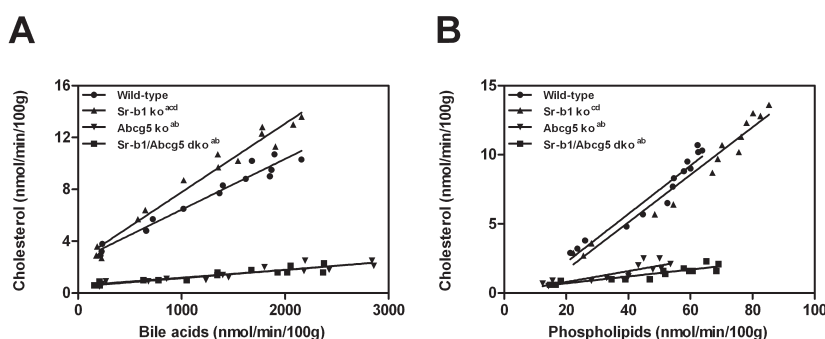 A
B
16
12
8
4
0
Cholesterol (nmol/min/100g)
Wild-type
Sr-b1 ko acd
Abcg5 ko ab
Sr-b1/Abcg5 dko ab
0 1000 2000 3000
Bile acids (nmol/min/100g)
15
10
5
0
Cholesterol (nmol/min/100g)
Wild-type
Sr-b1 ko cd
Abcg5 ko ab
Sr-b1/Abcg5 dko ab
0 20 40 60 80 100
Phospholipids (nmol/min/100g)